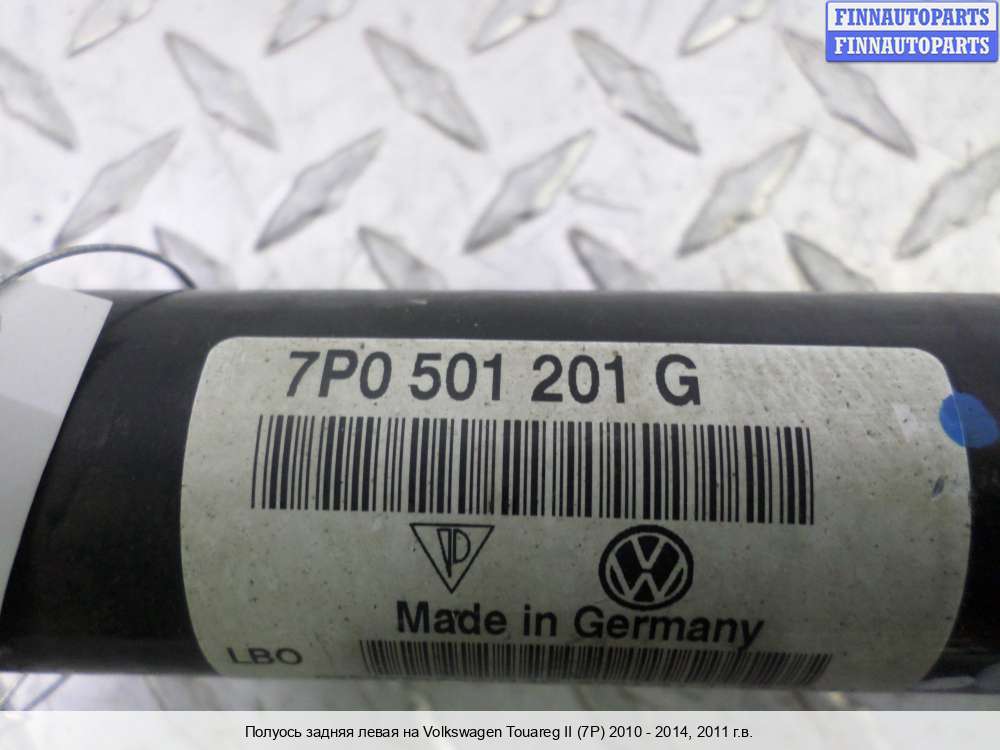 FINNAUTOPARTS
FINNAUTOPARTS
7P0 501 201 G
Made in Germany
LBO
Полуось задняя левая на Volkswagen Touareg II (7P) 2010 - 2014, 2011 г.в.